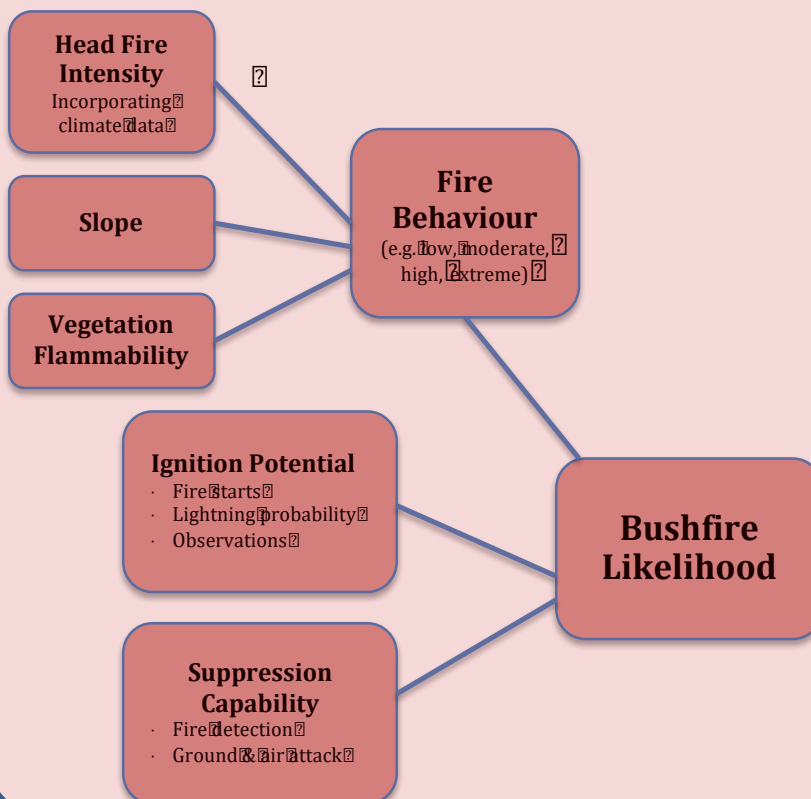 Head Fire
Intensity
Incorporating
climate data
Slope
Vegetation
Flammability
Fire
Behaviour
(e.g. low, moderate,
high, extreme)
Ignition Potential
· Fire starts
· Lightning probability
· Observations
Suppression
Capability
· Fire detection
· Ground & air attack
Bushfire
Likelihood